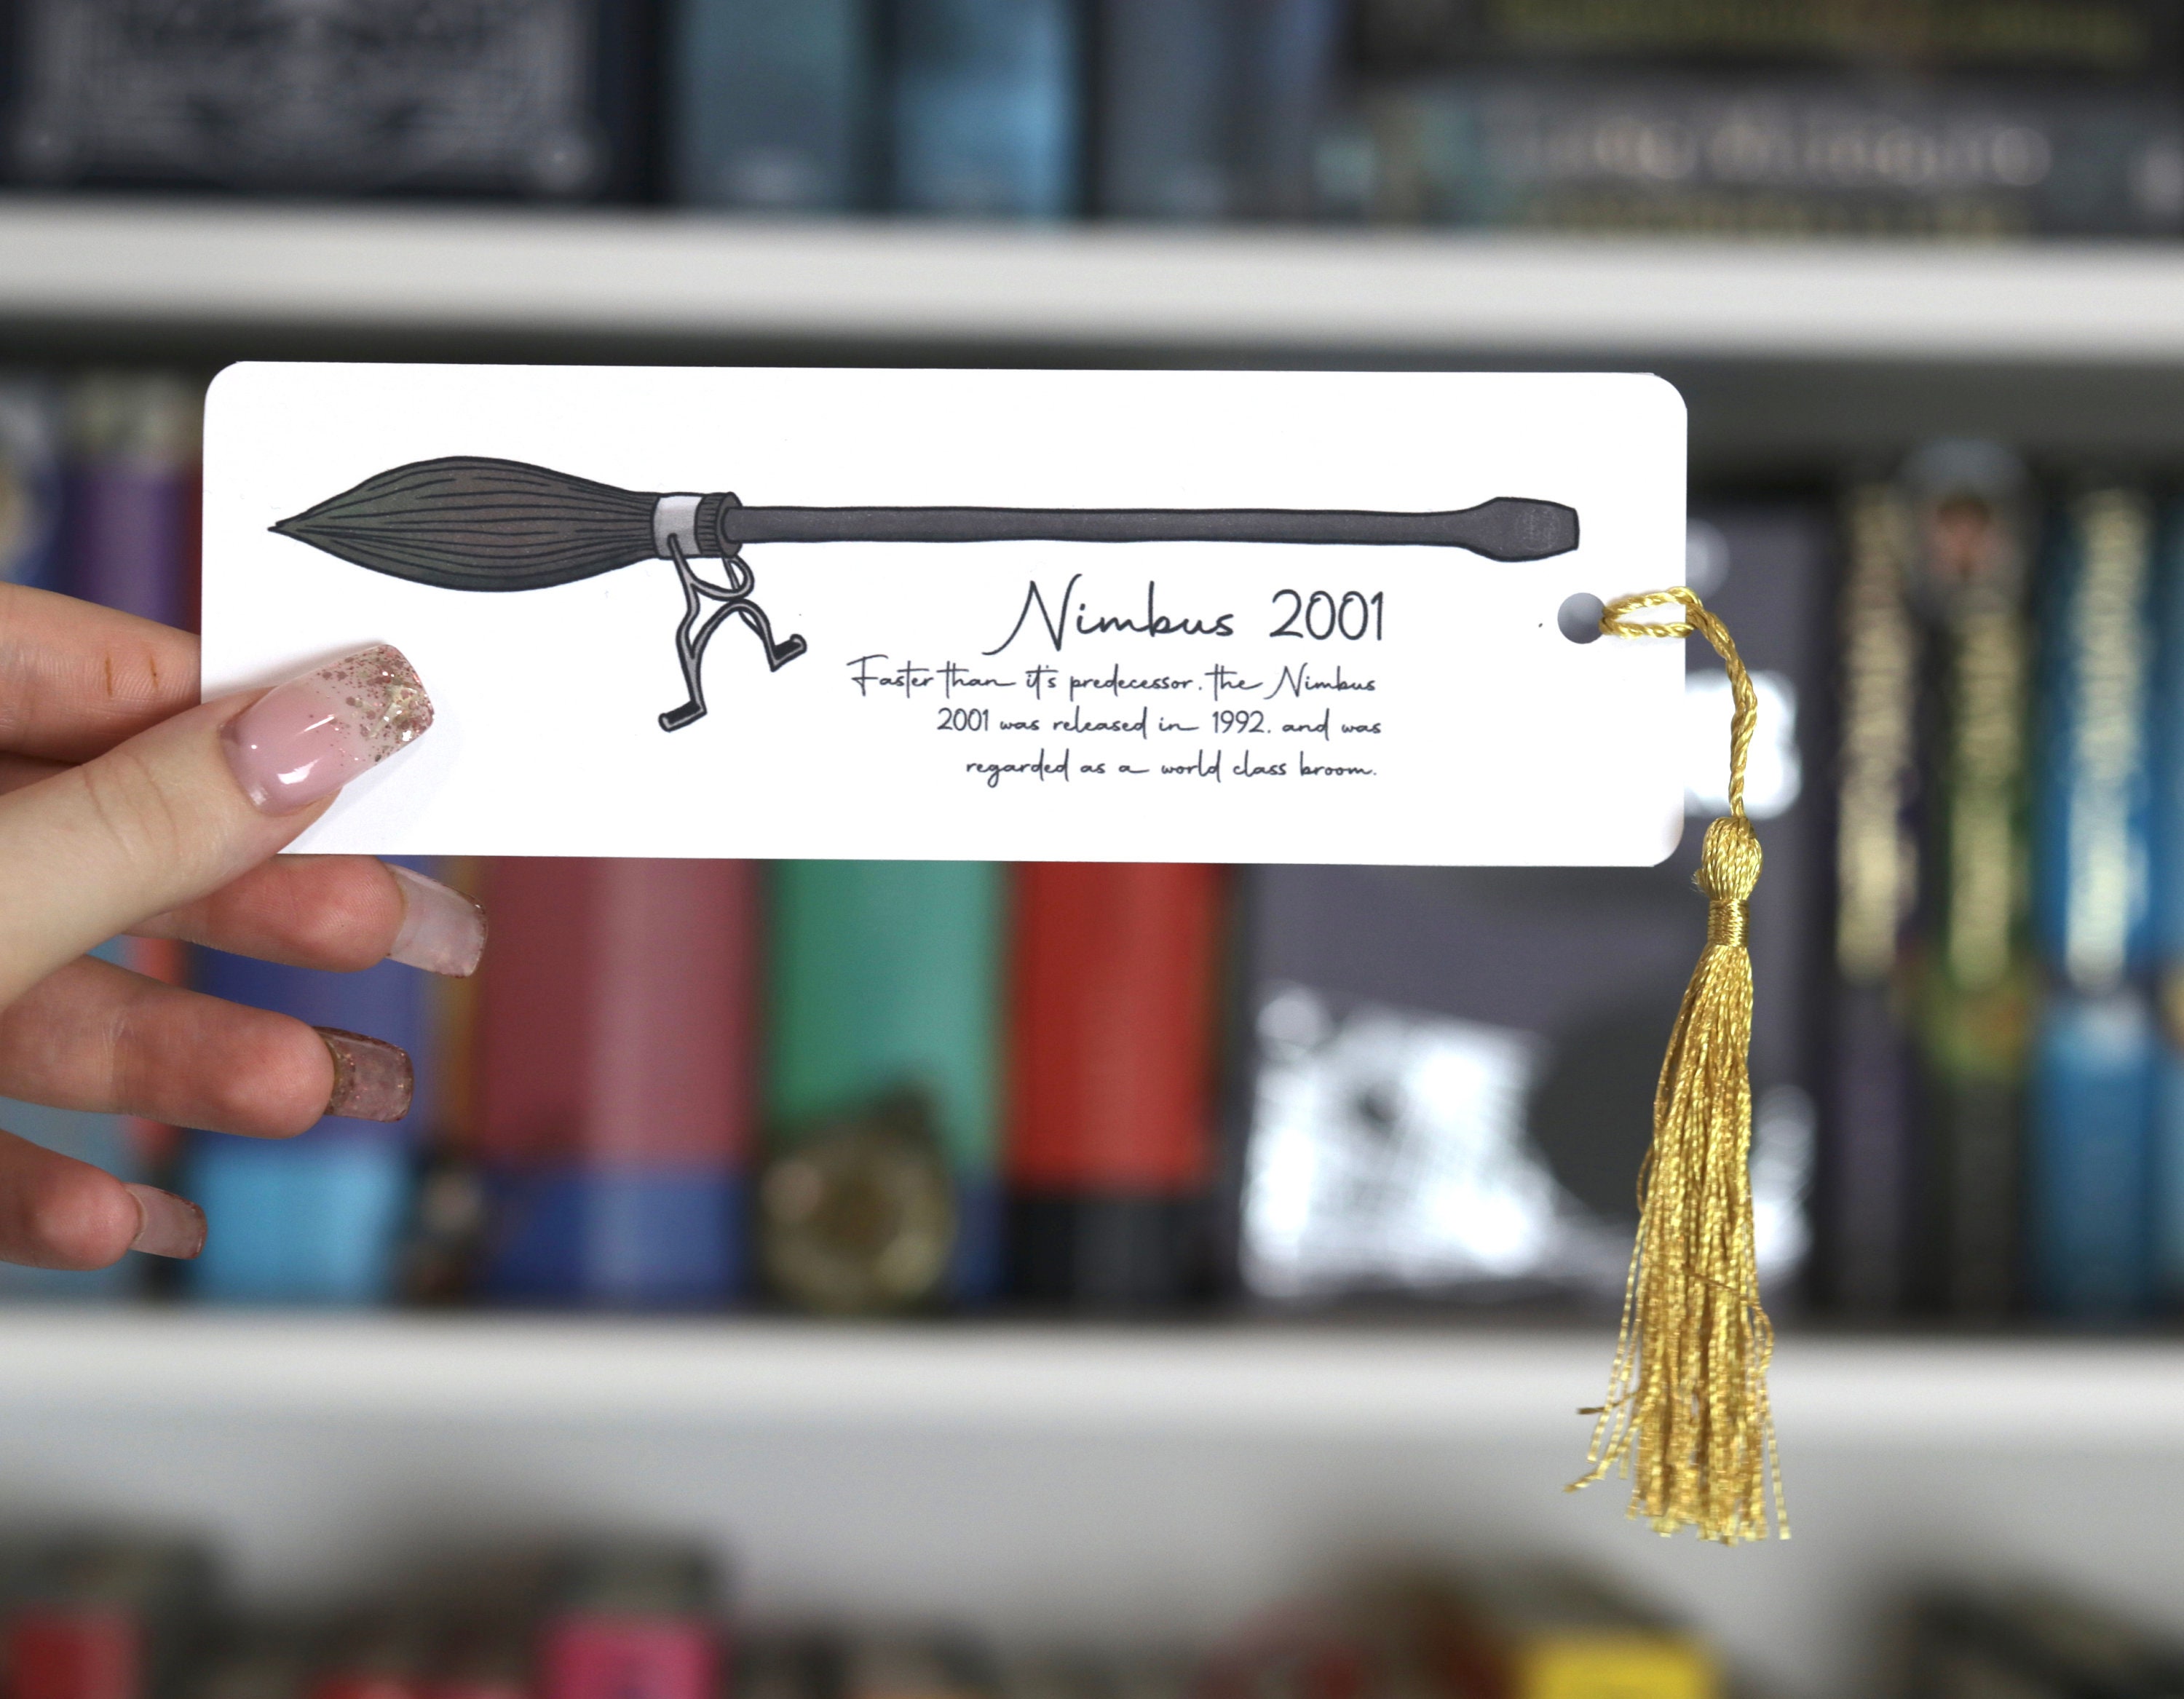 Nimbus 2001
Faster than it's predecessor, the Nimbus
2001 was released in 1992, and was
regarded as a world class broom.